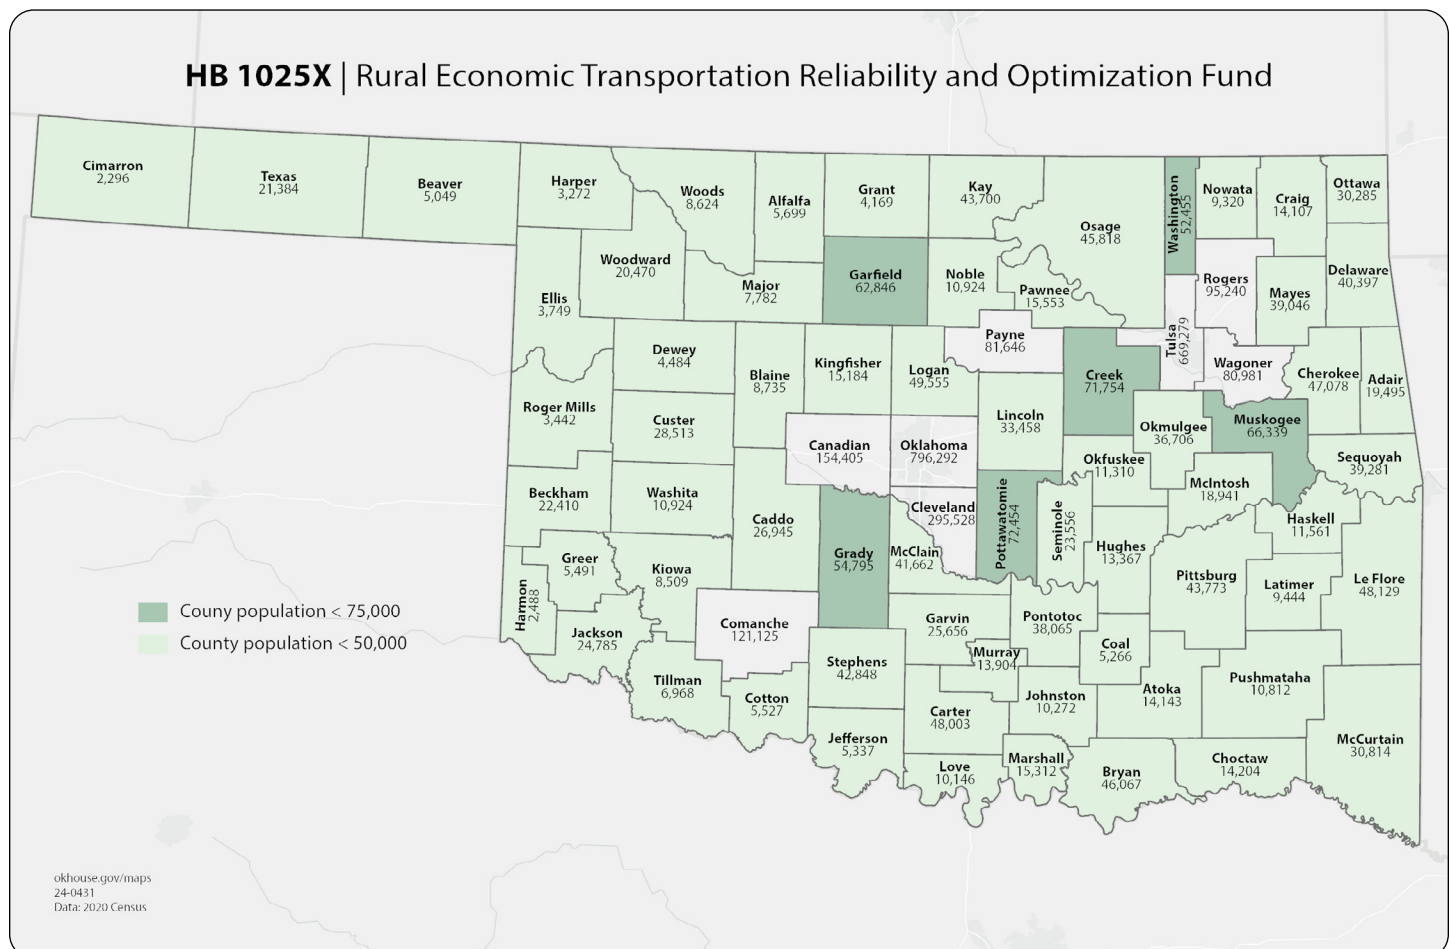 HB 1025X | Rural Economic Transportation Reliability and Optimization Fund
Cimarron
2,296
Texas
21,384
Beaver
5,049
Harper
3,272
Woods
8,624
Alfalfa
5,699
Grant
4,169
Kay
43,700
Osage
45,818
Washington
52,455
Nowata
9,320
Craig
14,107
Ottawa
30,285
Ellis
3,749
Woodward
20,470
Major
7,782
Garfield
62,846
Noble
10,924
Pawnee
15,553
Rogers
95,240
Mayes
39,046
Delaware
40,397
Dewey
4,484
Blaine
8,735
Kingfisher
15,184
Logan
49,555
Payne
81,646
Creek
71,754
Tulsa
669,279
Wagoner
80,981
Cherokee
47,078
Adair
19,495
Roger Mills
3,442
Custer
28,513
Canadian
154,405
Oklahoma
796,292
Lincoln
33,458
Okmulgee
36,706
Muskogee
66,339
Okfuskee
11,310
Sequoyah
39,281
Beckham
22,410
Washita
10,924
Caddo
26,945
Grady
54,795
Cleveland
295,528
McClain
41,662
Pottawatomie
72,454
Seminole
23,556
Hughes
13,367
McIntosh
18,941
Haskell
11,561
Greer
5,491
Harmon
2,488
Kiowa
8,509
Pittsburg
43,773
Latimer
9,444
Le Flore
48,129
Couny population < 75,000
County population < 50,000
Jackson
24,785
Comanche
121,125
Garvin
25,656
Pontotoc
38,065
Murray
13,904
Coal
5,266
Tillman
6,968
Cotton
5,527
Stephens
42,848
Carter
48,003
Johnston
10,272
Atoka
14,143
Pushmataha
10,812
Jefferson
5,337
Love
10,146
Marshall
15,312
Bryan
46,067
Choctaw
14,204
McCurtain
30,814
okhouse.gov/maps
24-0431
Data: 2020 Census